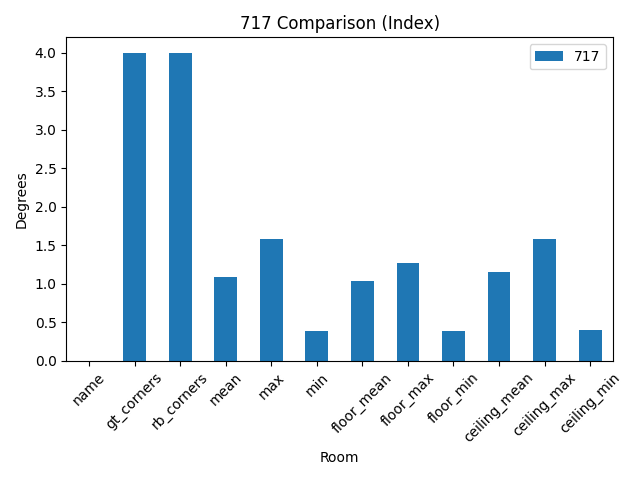 717 Comparison (Index)
717
Degrees
4.0
3.5
3.0
2.5
2.0
1.5
1.0
0.5
0.0
name
gt_corners
rb_corners
mean
max
min
floor_mean
floor_max
floor_min
ceiling_mean
ceiling_max
ceiling_min
Room